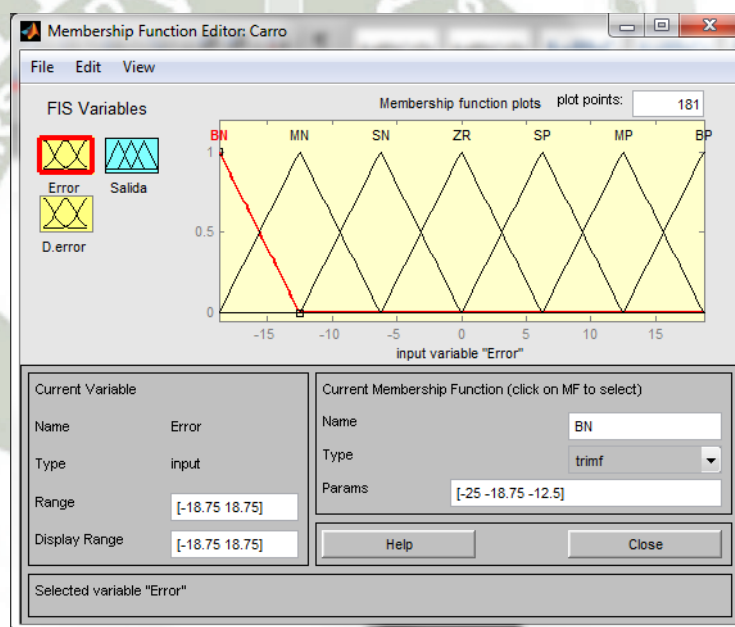 Membership Function Editor: Carro
File Edit View
FIS Variables
Membership function plots plot points: 181
BN MN SN ZR SP MP BP
1
0.5
0
-15 -10 -5 0 5 10 15
input variable "Error"
Error Salida
D.error
Current Variable
Name Error
Type input
Range [-18.75 18.75]
Display Range [-18.75 18.75]
Current Membership Function (click on MF to select)
Name BN
Type trimf
Params [-25 -18.75 -12.5]
Help Close
Selected variable "Error"